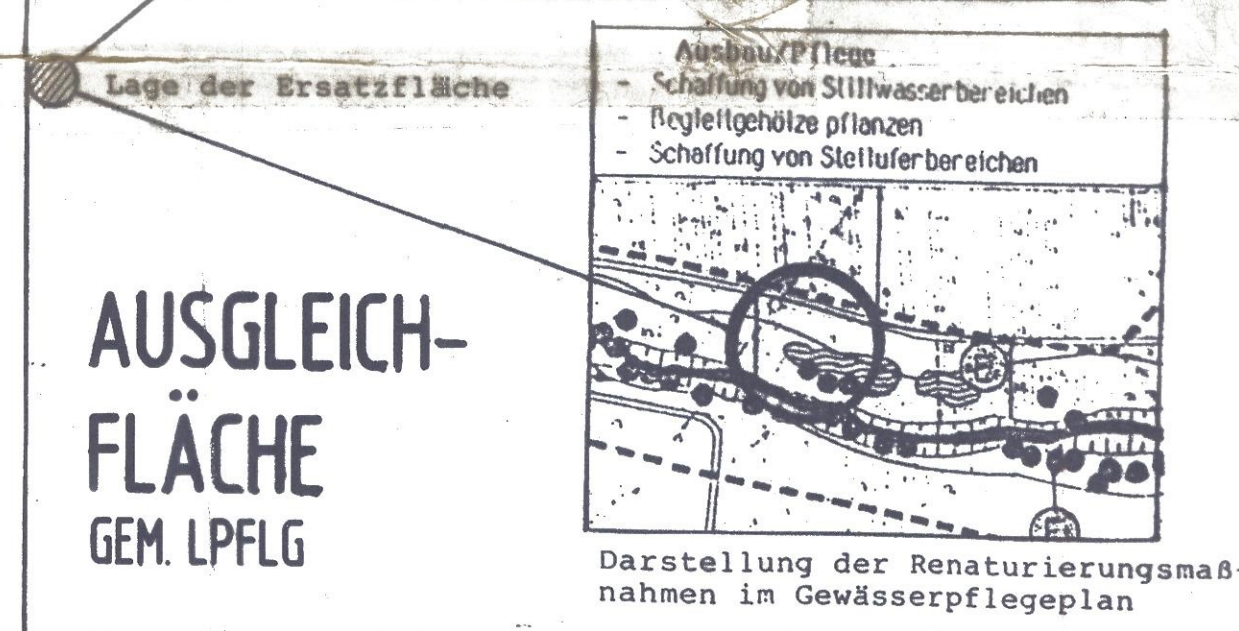 Lage der Ersatzfläche
Ausbau/Pflege
- Schaffung von Stillwasserbereichen
- Begleitgehölze pflanzen
- Schaffung von Steiluferbereichen
AUSGLEICH-
FLÄCHE
GEM. LPFLG
Darstellung der Renaturierungsmaß-
nahmen im Gewässerpflegeplan